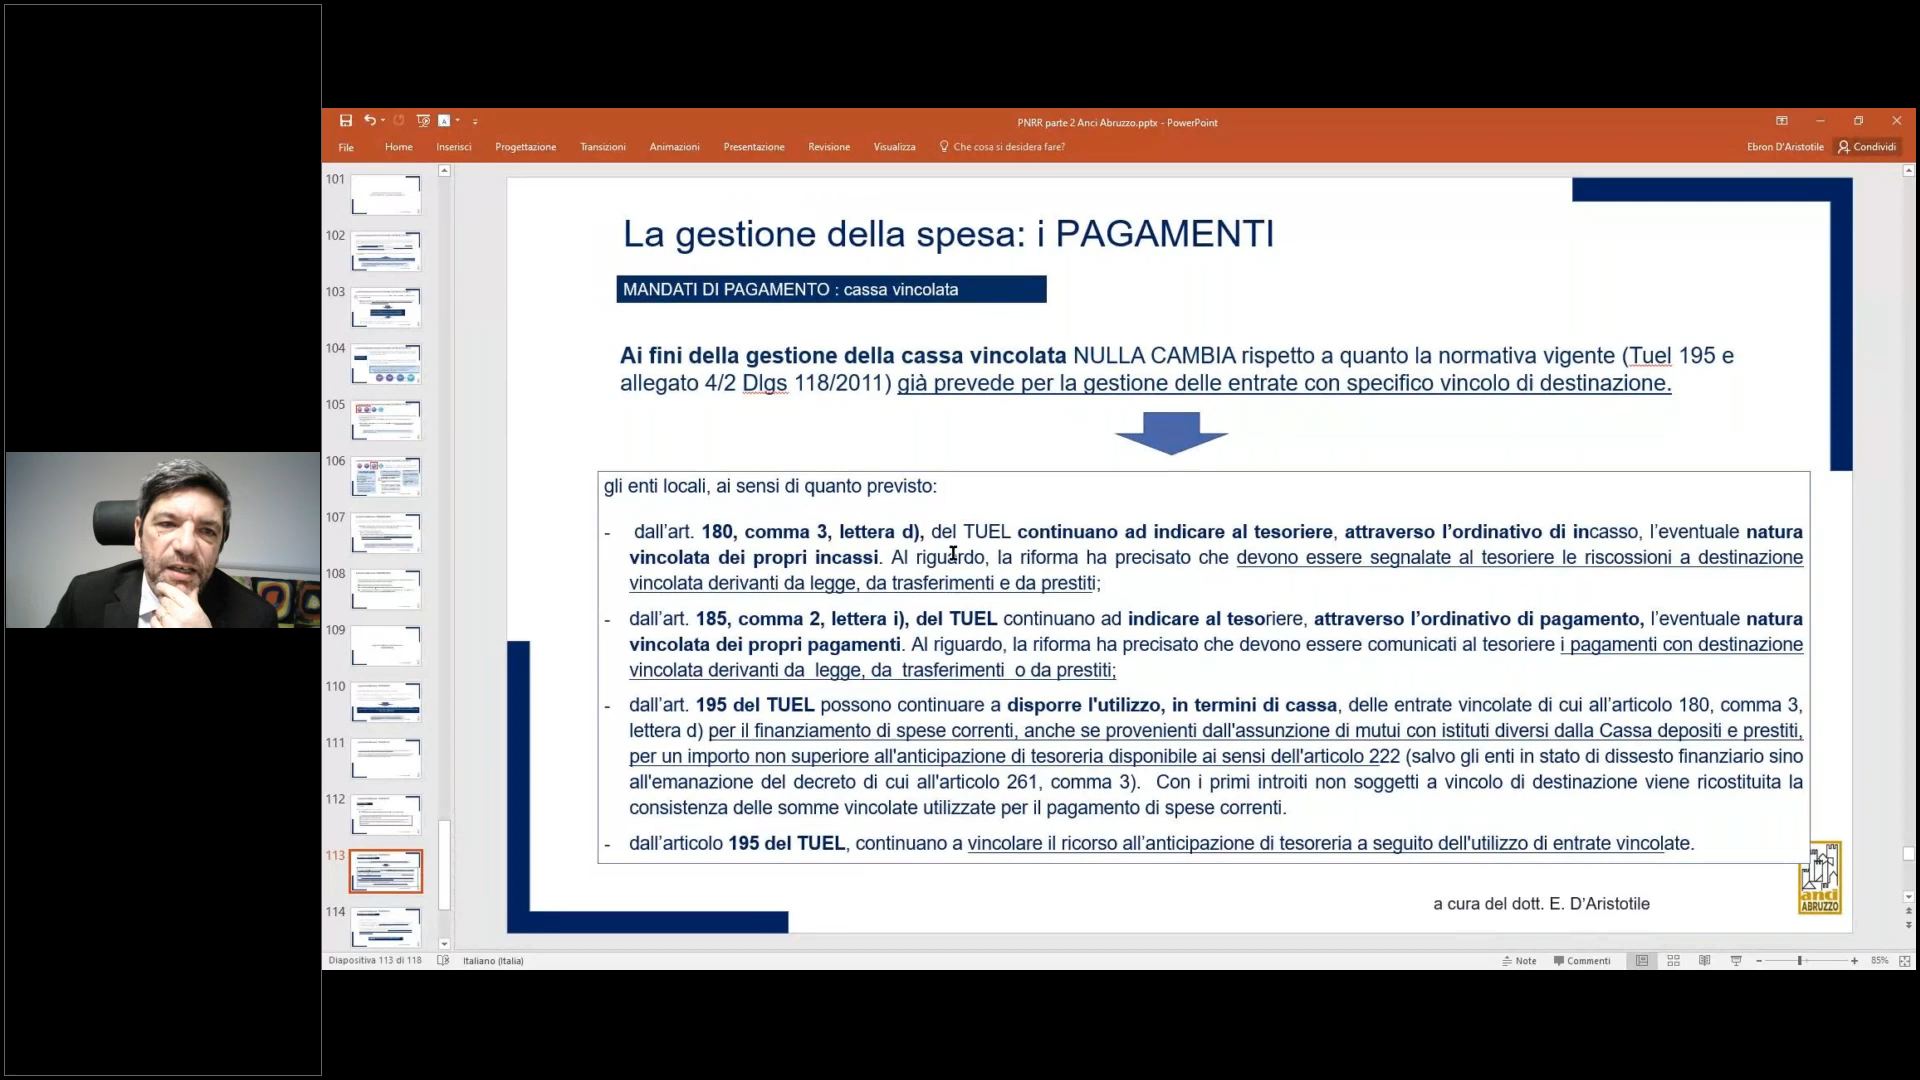 PNRR parte 2 Anci Abruzzo.pptx - PowerPoint
File Home Inserisci Progettazione Transizioni Animazioni Presentazione Revisione Visualizza Che cosa si desidera fare? Ebron D'Aristotile Condividi
101
102
103
104
105
106
107
108
109
110
111
112
113
114
La gestione della spesa: i PAGAMENTI
MANDATI DI PAGAMENTO : cassa vincolata
Ai fini della gestione della cassa vincolata NULLA CAMBIA rispetto a quanto la normativa vigente (Tuel 195 e
allegato 4/2 Dlgs 118/2011) già prevede per la gestione delle entrate con specifico vincolo di destinazione.
gli enti locali, ai sensi di quanto previsto:
- dall'art. 180, comma 3, lettera d), del TUEL continuano ad indicare al tesoriere, attraverso l'ordinativo di incasso, l'eventuale natura
vincolata dei propri incassi. Al riguardo, la riforma ha precisato che devono essere segnalate al tesoriere le riscossioni a destinazione
vincolata derivanti da legge, da trasferimenti e da prestiti;
- dall'art. 185, comma 2, lettera i), del TUEL continuano ad indicare al tesoriere, attraverso l'ordinativo di pagamento, l'eventuale natura
vincolata dei propri pagamenti. Al riguardo, la riforma ha precisato che devono essere comunicati al tesoriere i pagamenti con destinazione
vincolata derivanti da legge, da trasferimenti o da prestiti;
- dall'art. 195 del TUEL possono continuare a disporre l'utilizzo, in termini di cassa, delle entrate vincolate di cui all'articolo 180, comma 3,
lettera d) per il finanziamento di spese correnti, anche se provenienti dall'assunzione di mutui con istituti diversi dalla Cassa depositi e prestiti,
per un importo non superiore all'anticipazione di tesoreria disponibile ai sensi dell'articolo 222 (salvo gli enti in stato di dissesto finanziario sino
all'emanazione del decreto di cui all'articolo 261, comma 3). Con i primi introiti non soggetti a vincolo di destinazione viene ricostituita la
consistenza delle somme vincolate utilizzate per il pagamento di spese correnti.
- dall'articolo 195 del TUEL, continuano a vincolare il ricorso all'anticipazione di tesoreria a seguito dell'utilizzo di entrate vincolate.
a cura del dott. E. D'Aristotile
anci
ABRUZZO
Diapositiva 113 di 118 Italiano (Italia) Note Commenti 85%